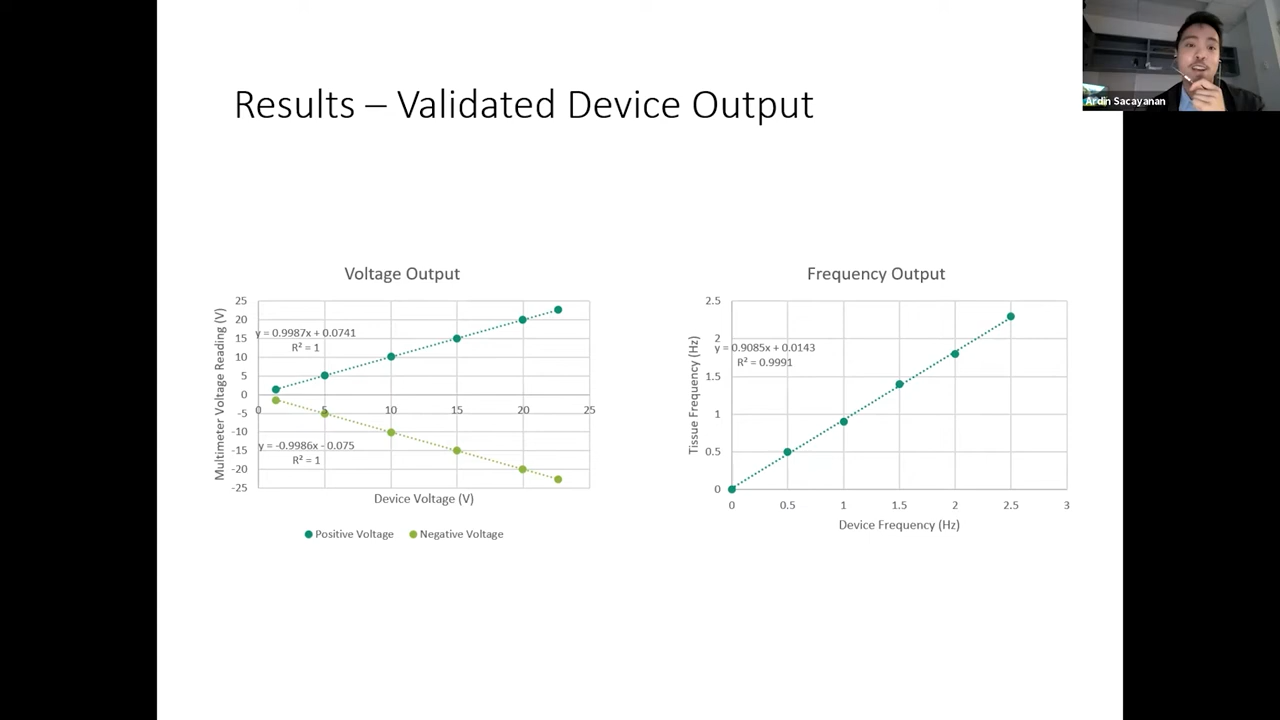 Ardin Sacayanan
Results – Validated Device Output
Voltage Output
Multimeter Voltage Reading (V)
25
20
15
10
5
0
-5
-10
-15
-20
-25
y = 0.9987x + 0.0741
R² = 1
0
5
10
15
20
25
y = -0.9986x - 0.075
R² = 1
Device Voltage (V)
Positive Voltage
Negative Voltage
Frequency Output
Tissue Frequency (Hz)
2.5
2
1.5
1
0.5
0
y = 0.9085x + 0.0143
R² = 0.9991
0
0.5
1
1.5
2
2.5
3
Device Frequency (Hz)